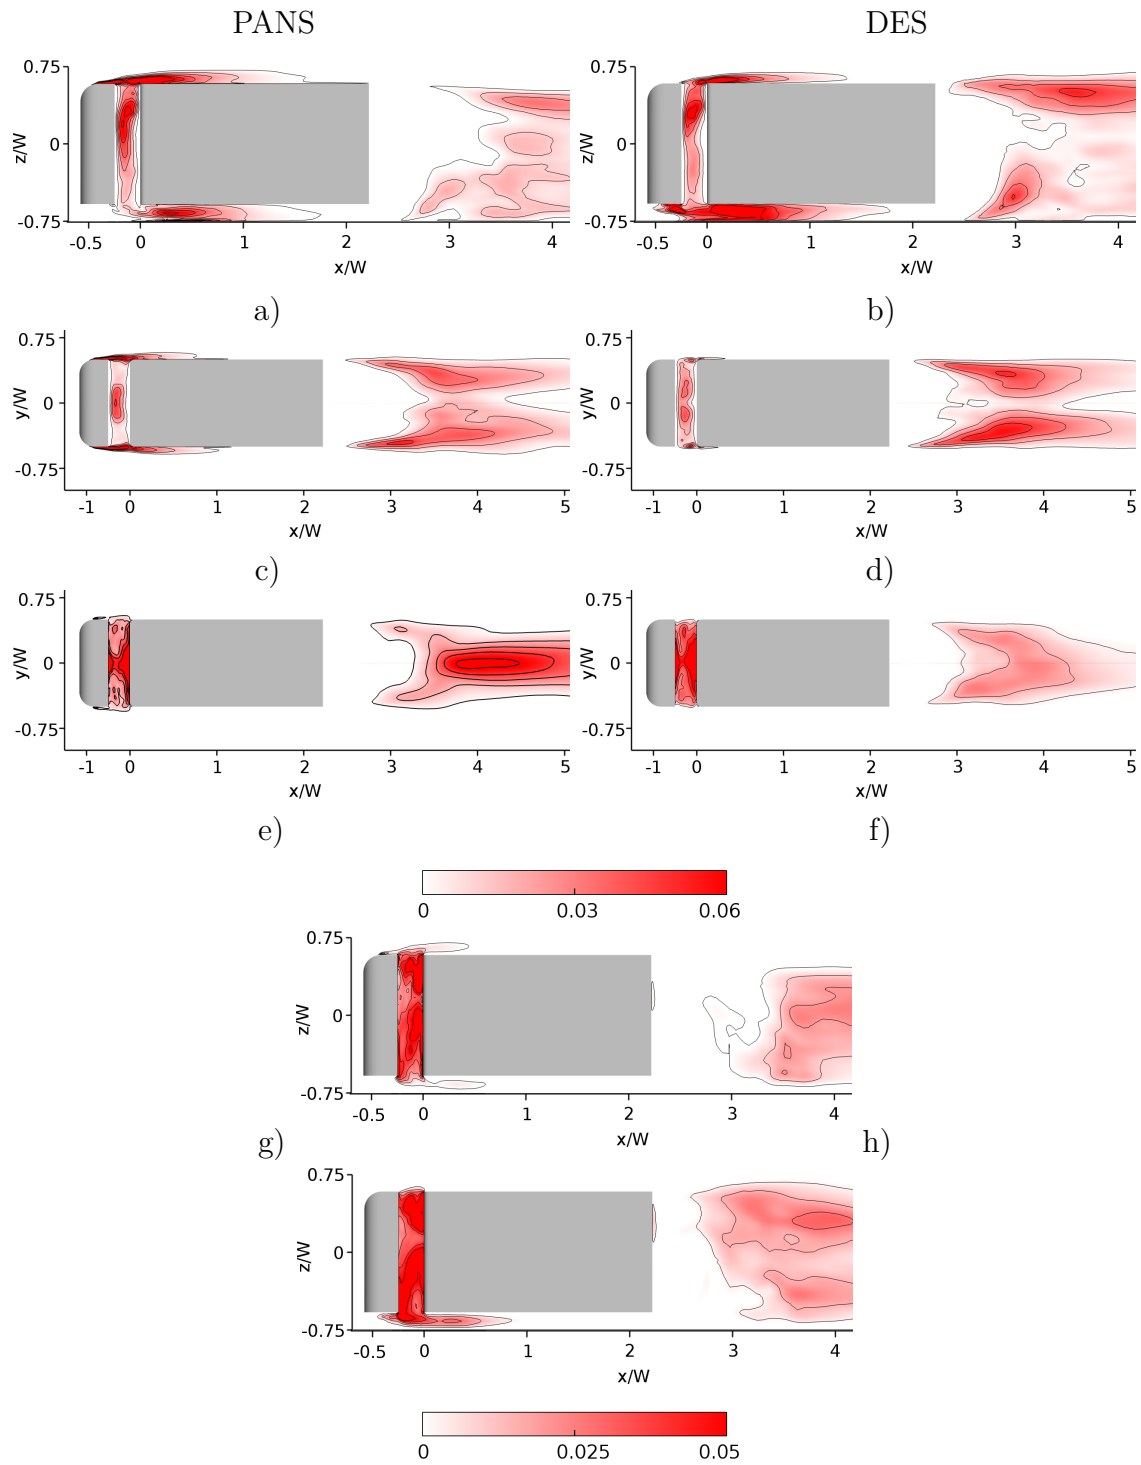 PANS DES
0.75 0.75
z/W 0 z/W 0
-0.75 -0.75
-0.5 0 1 2 3 4 -0.5 0 1 2 3 4
x/W x/W
a) b)
0.75 0.75
y/W 0 y/W 0
-0.75 -0.75
-1 0 1 2 3 4 5 -1 0 1 2 3 4 5
x/W x/W
c) d)
0.75 0.75
y/W 0 y/W 0
-0.75 -0.75
-1 0 1 2 3 4 5 -1 0 1 2 3 4 5
x/W x/W
e) f)
0 0.03 0.06
0.75
z/W 0
-0.75
-0.5 0 1 2 3 4
x/W
g) h)
0.75
z/W 0
-0.75
-0.5 0 1 2 3 4
x/W
0 0.025 0.05